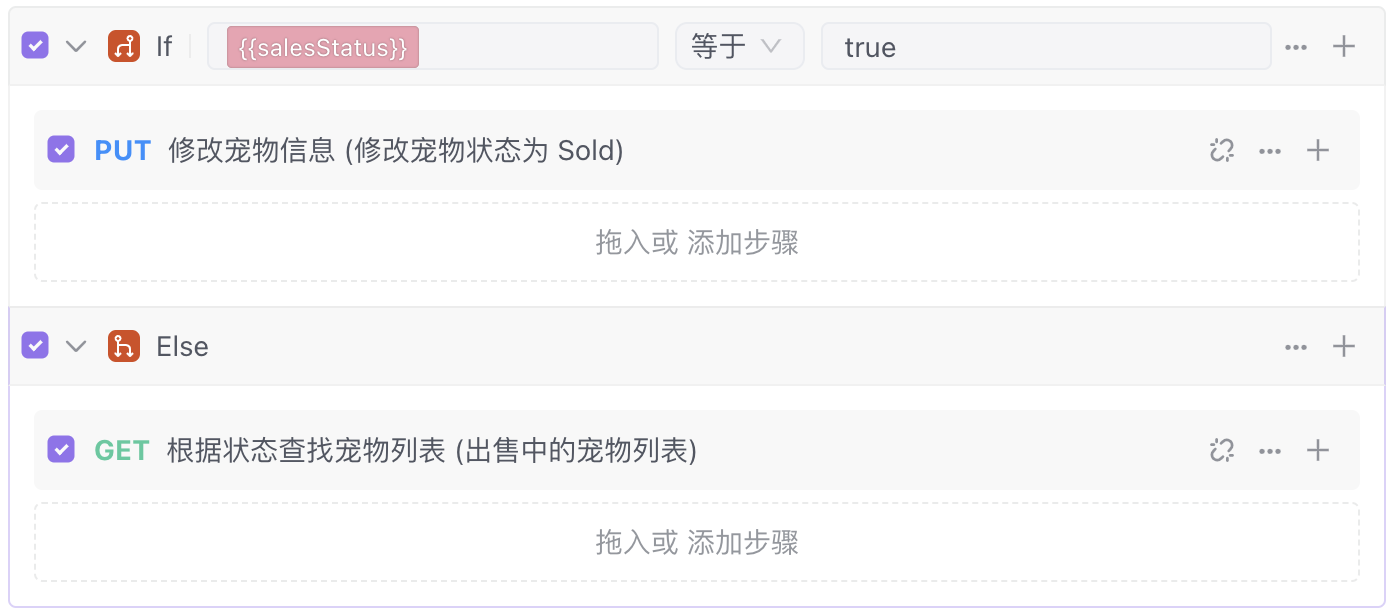 If {{salesStatus}} 等于 true
PUT 修改宠物信息 (修改宠物状态为 Sold)
拖入或 添加步骤
Else
GET 根据状态查找宠物列表 (出售中的宠物列表)
拖入或 添加步骤